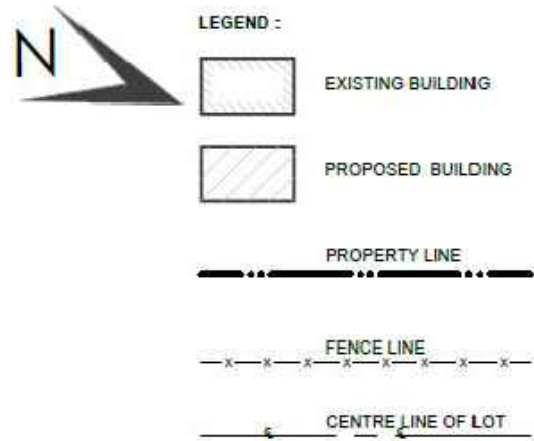 N
LEGEND :
EXISTING BUILDING
PROPOSED BUILDING
PROPERTY LINE
FENCE LINE
CENTRE LINE OF LOT